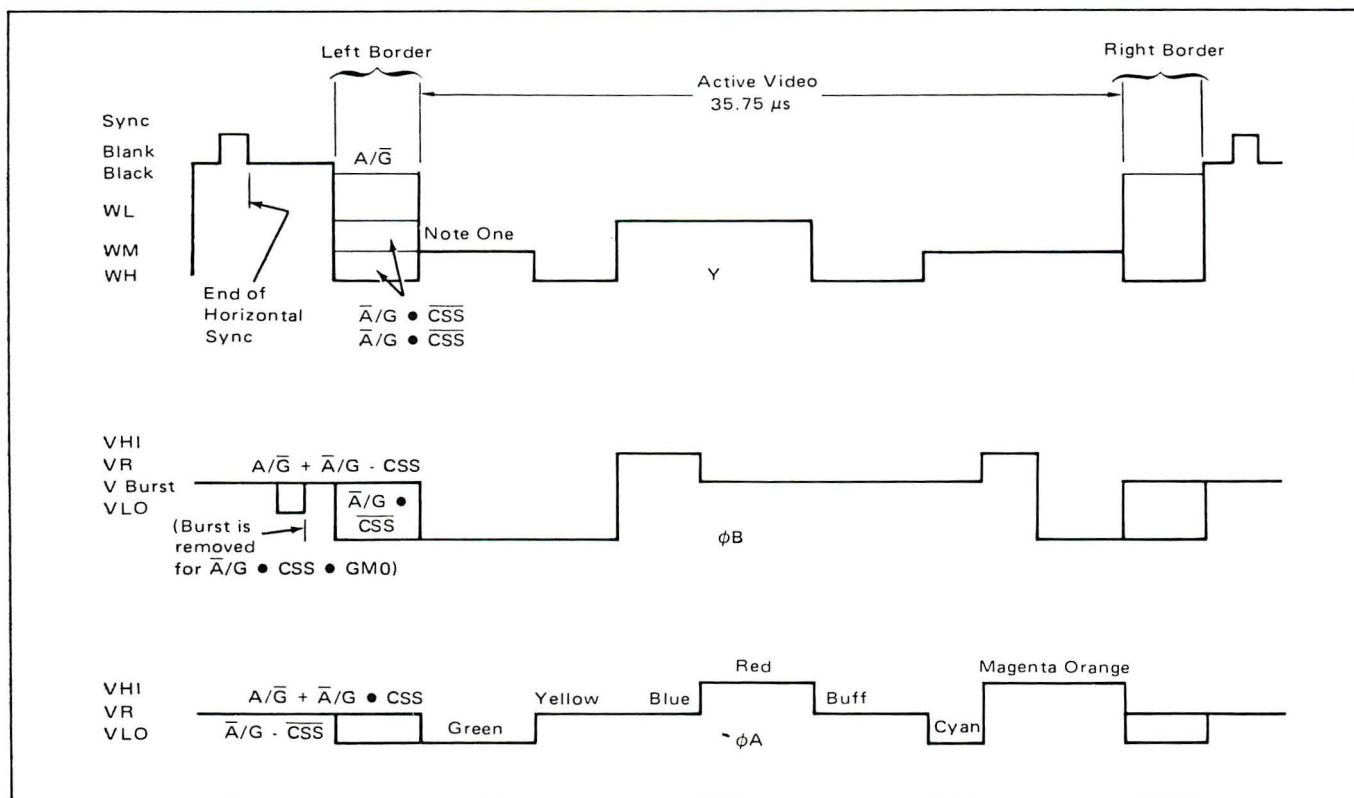 Left Border
Right Border
Active Video
35.75 μs
Sync
Blank
Black
A/G̅
WL
WM
WH
Note One
Y
End of
Horizontal
Sync
A̅/G ● C̅S̅S̅
A̅/G ● C̅S̅S̅
VHI
VR
V Burst
VLO
A/G̅ + A̅/G - CSS
A̅/G ●
C̅S̅S̅
(Burst is
removed
for A̅/G ● CSS ● GM0)
φB
VHI
VR
VLO
A/G̅ + A̅/G ● CSS
A̅/G - C̅S̅S̅
Green
Yellow
Blue
Red
Buff
Cyan
Magenta Orange
φA